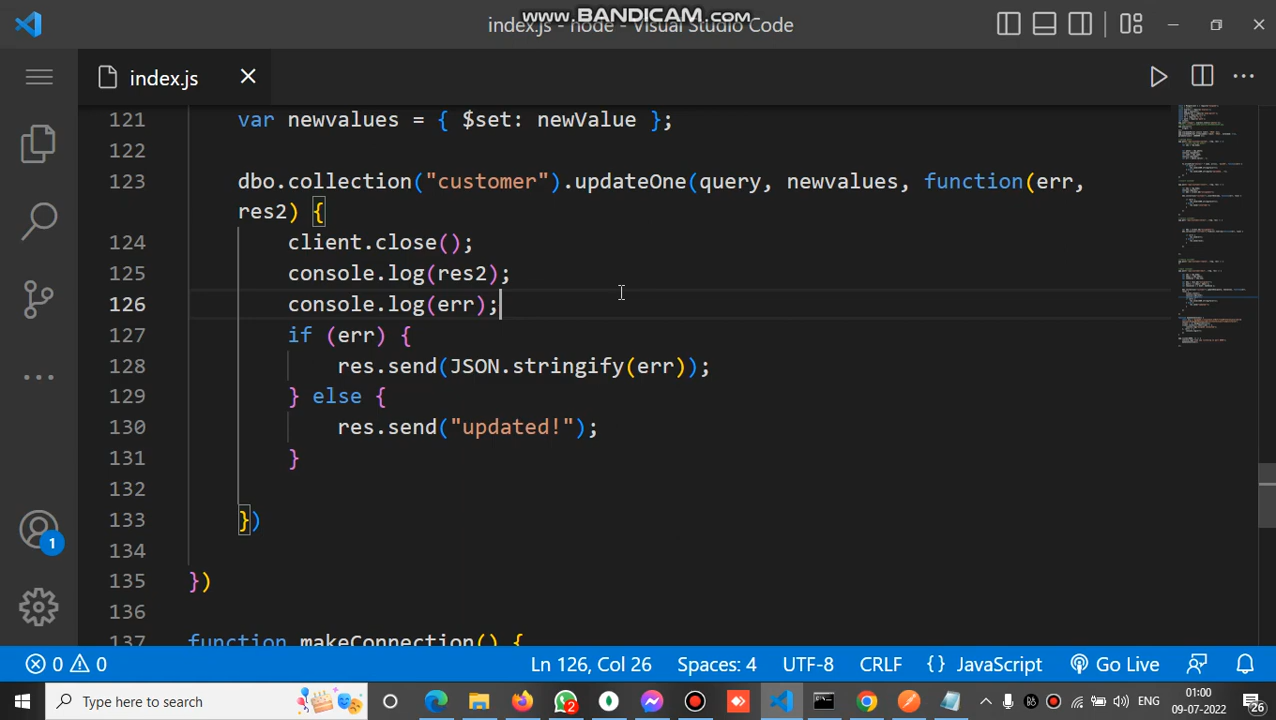 www.BANDICAM.com
index.js - node - Visual Studio Code
index.js
121 var newvalues = { $set: newValue };
122
123 dbo.collection("customer").updateOne(query, newvalues, function(err,
res2) {
124 client.close();
125 console.log(res2);
126 console.log(err);
127 if (err) {
128 res.send(JSON.stringify(err));
129 } else {
130 res.send("updated!");
131 }
132
133 })
134
135 })
136
137 function makeConnection() {
1
0 0 Ln 126, Col 26 Spaces: 4 UTF-8 CRLF {} JavaScript Go Live
Type here to search 2 ENG 01:00
09-07-2022 26